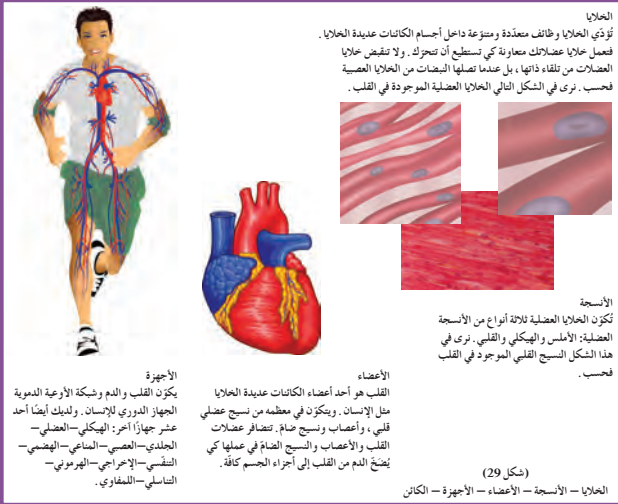 الخلايا
تُؤدّي الخلايا وظائف متعدّدة ومتنوّعة داخل أجسام الكائنات عديدة الخلايا .
فتعمل خلايا عضلاتك متعاونة كي تستطيع أن تتحرّك . ولا تنقبض خلايا
العضلات من تلقاء ذاتها ، بل عندما تصلها النبضات من الخلايا العصبية
فحسب . نرى في الشكل التالي الخلايا العضلية الموجودة في القلب .
الأنسجة
تُكوّن الخلايا العضلية ثلاثة أنواع من الأنسجة
العضلية: الأملس والهيكلي والقلبي . نرى في
هذا الشكل النسيج القلبي الموجود في القلب
فحسب .
الأعضاء
القلب هو أحد أعضاء الكائنات عديدة الخلايا
مثل الإنسان . ويتكوّن في معظمه من نسيج عضلي
قلبي ، وأعصاب ونسيج ضامّ . تتضافر عضلات
القلب والأعصاب والنسيج الضامّ في عملها كي
يُضَخّ الدم من القلب إلى أجزاء الجسم كافّة .
الأجهزة
يكوّن القلب والدم وشبكة الأوعية الدموية
الجهاز الدوري للإنسان . ولديك أيضًا أحد
عشر جهازًا آخر: الهيكلي–العضلي–
الجلدي–العصبي–المناعي–الهضمي–
التنفّسي–الإخراجي–الهرموني–
التناسلي–اللمفاوي .
(شكل 29)
الخلايا – الأنسجة – الأعضاء – الأجهزة – الكائن